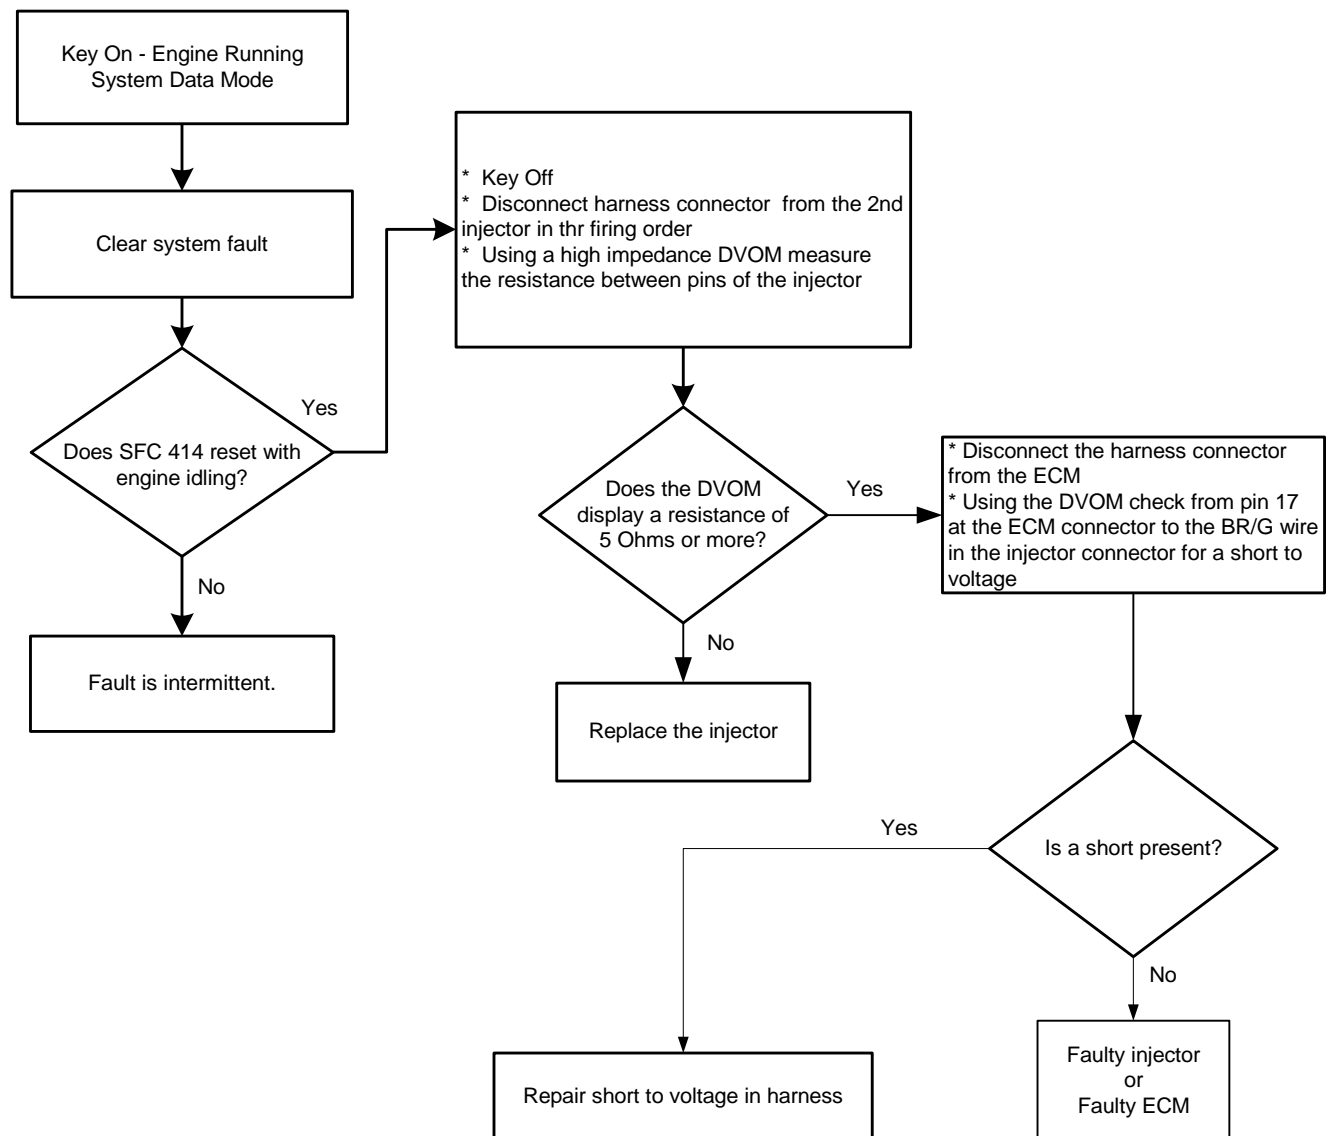 Key On - Engine Running
System Data Mode
Clear system fault
Does SFC 414 reset with
engine idling?
Yes
No
Fault is intermittent.
* Key Off
* Disconnect harness connector from the 2nd
injector in thr firing order
* Using a high impedance DVOM measure
the resistance between pins of the injector
Does the DVOM
display a resistance of
5 Ohms or more?
Yes
No
Replace the injector
* Disconnect the harness connector
from the ECM
* Using the DVOM check from pin 17
at the ECM connector to the BR/G wire
in the injector connector for a short to
voltage
Is a short present?
Yes
No
Repair short to voltage in harness
Faulty injector
or
Faulty ECM